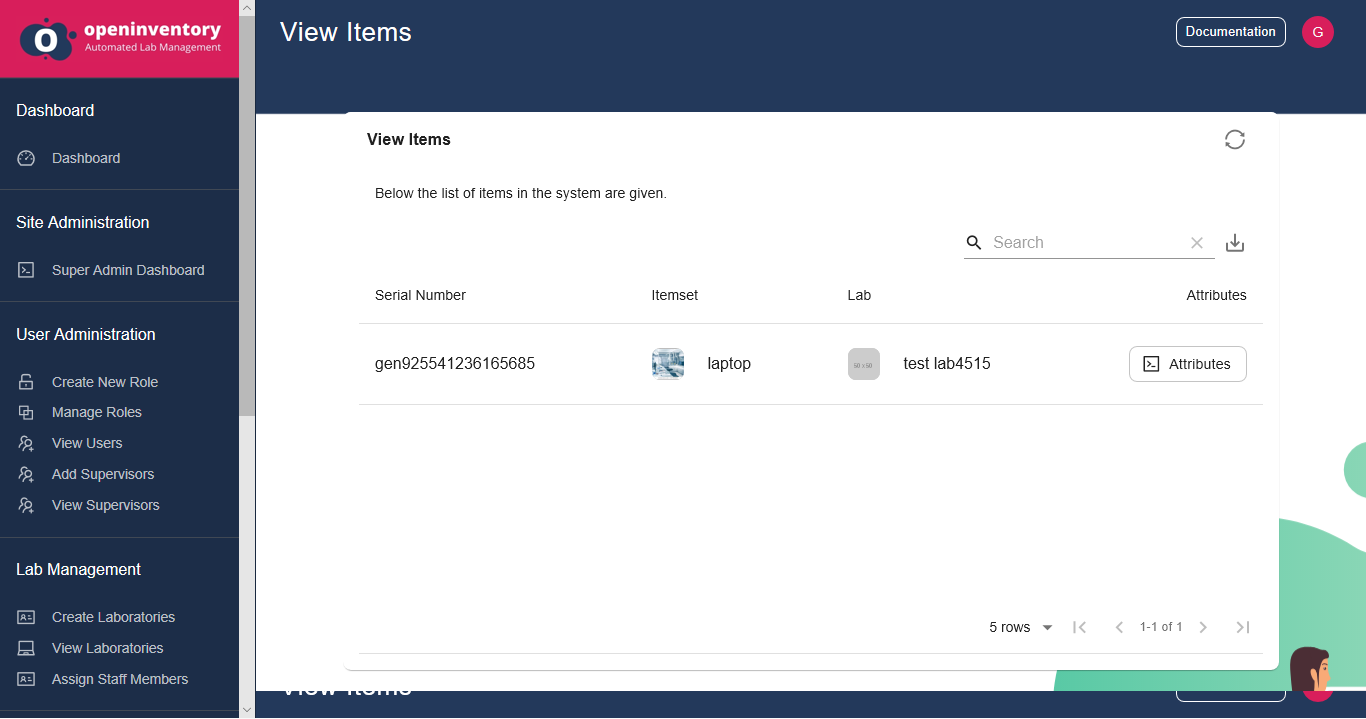 openinventory
Automated Lab Management
View Items
Documentation
G
Dashboard
Dashboard
Site Administration
Super Admin Dashboard
User Administration
Create New Role
Manage Roles
View Users
Add Supervisors
View Supervisors
Lab Management
Create Laboratories
View Laboratories
Assign Staff Members
View Items
Below the list of items in the system are given.
Search
Serial Number Itemset Lab Attributes
gen925541236165685 laptop 50 x 50 test lab4515 Attributes
5 rows 1-1 of 1
View Items